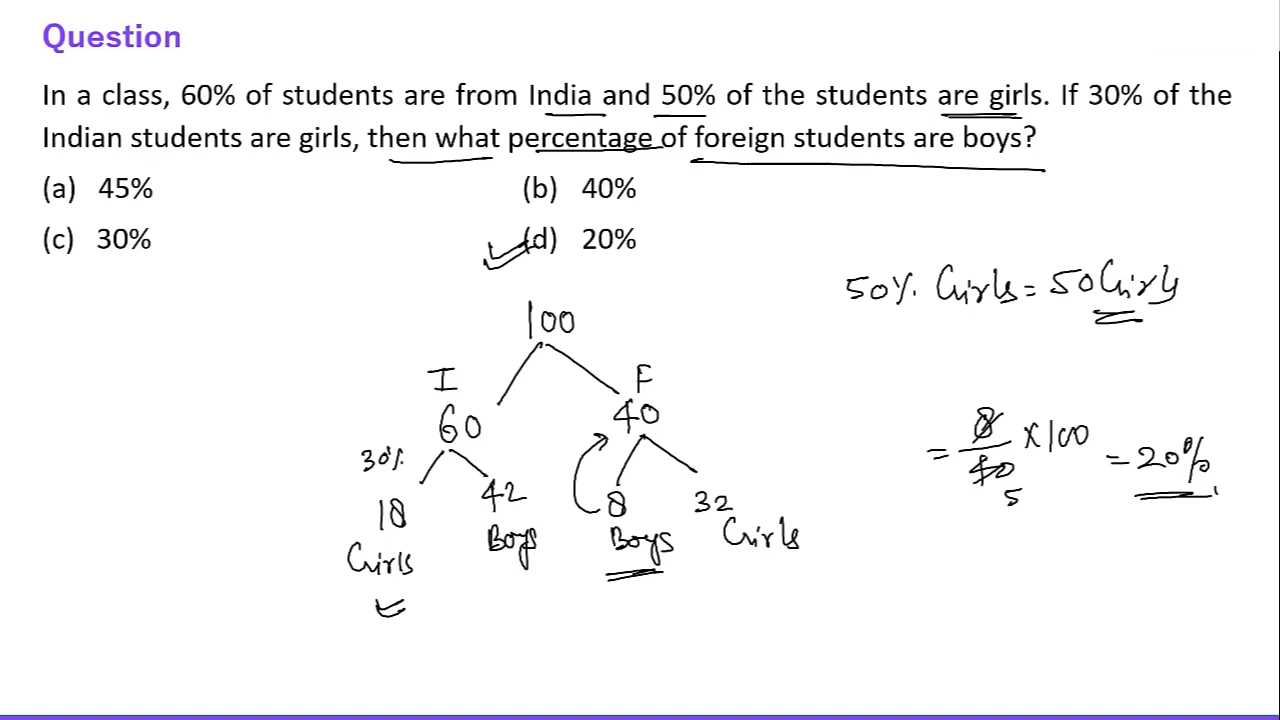 Question
In a class, 60% of students are from India and 50% of the students are girls. If 30% of the
Indian students are girls, then what percentage of foreign students are boys?
(a) 45%
(b) 40%
(c) 30%
(d) 20%
50% Girls = 50 Girls
100
I
F
60
40
30%
18
42
8
32
Girls
Boys
Boys
Girls
= 8/40 5 × 100 = 20%